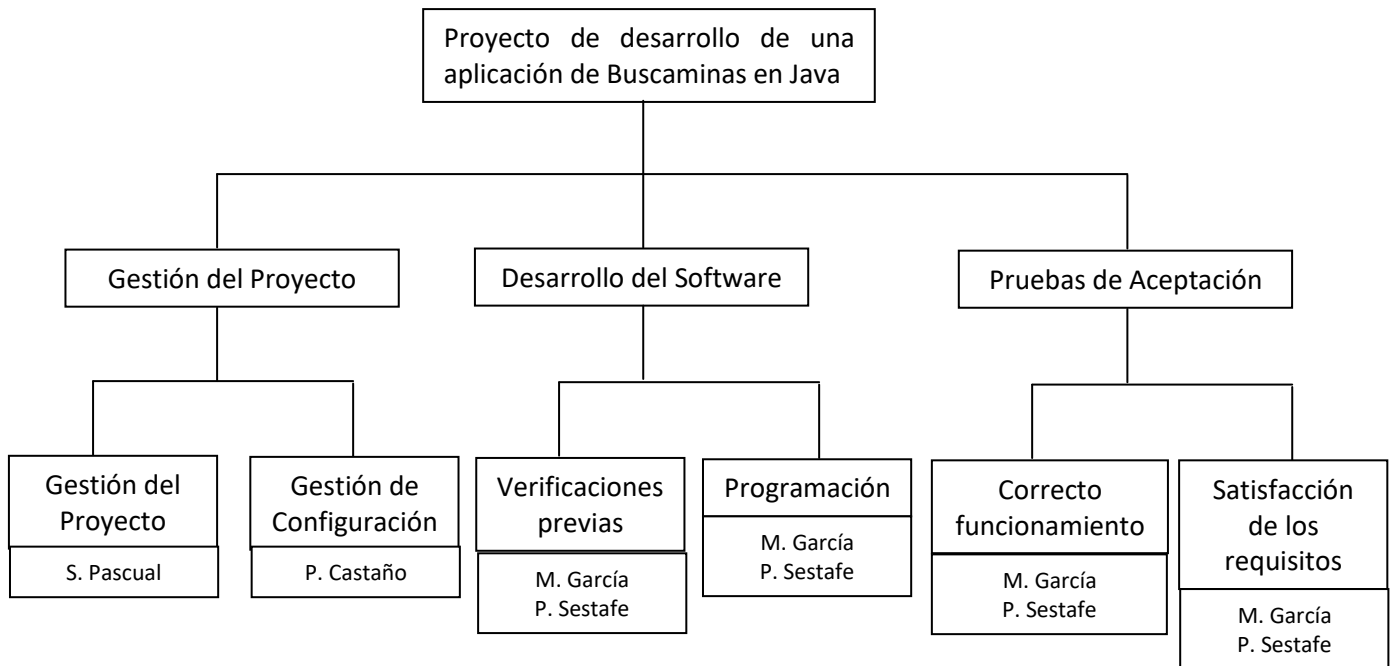 Proyecto de desarrollo de una
aplicación de Buscaminas en Java
Gestión del Proyecto
Desarrollo del Software
Pruebas de Aceptación
Gestión del
Proyecto
S. Pascual
Gestión de
Configuración
P. Castaño
Verificaciones
previas
M. García
P. Sestafe
Programación
M. García
P. Sestafe
Correcto
funcionamiento
M. García
P. Sestafe
Satisfacción
de los
requisitos
M. García
P. Sestafe